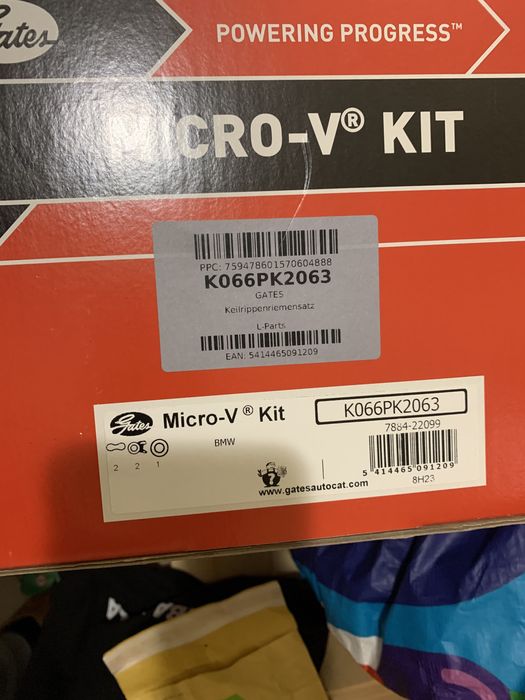 Gates
POWERING PROGRESS™
MICRO-V® KIT
PPC: 759478601570604888
K066PK2063
GATES
Keilrippenriemensatz
L-Parts
EAN: 5414465091209
Gates Micro-V® Kit
K066PK2063
BMW
7884-22099
2 2 1
5 414465 091209
www.gatesautocat.com
8H23